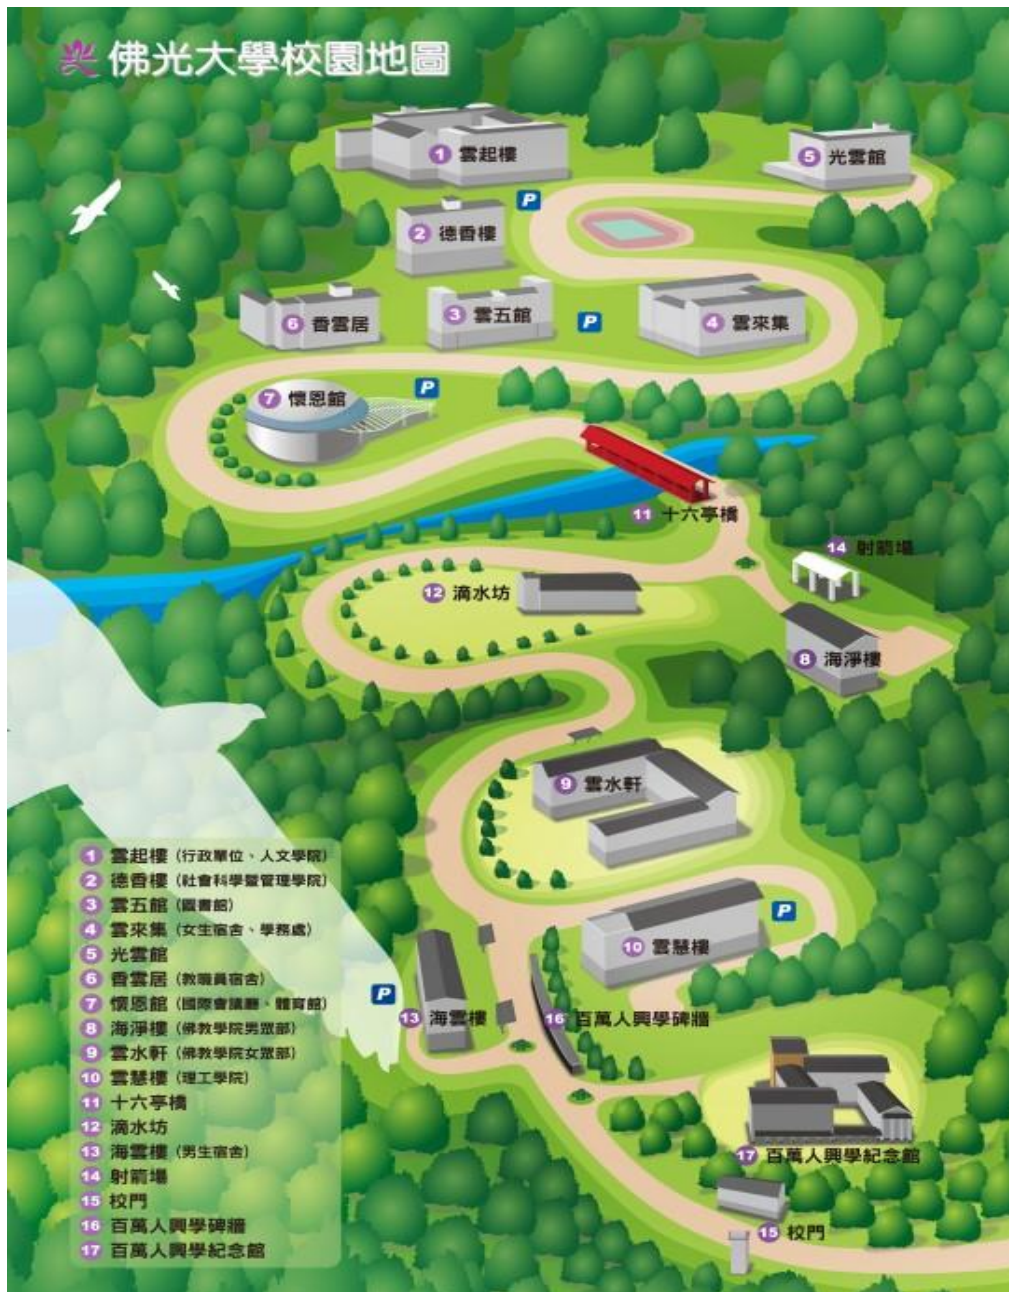 佛光大學校園地圖
1 雲起樓
5 光雲館
P
2 德香樓
6 香雲居
3 雲五館
P
4 雲來集
7 懷恩館
P
11 十六亭橋
14 射箭場
12 滴水坊
8 海淨樓
9 雲水軒
P
10 雲慧樓
P
13 海雲樓
16 百萬人興學碑牆
17 百萬人興學紀念館
15 校門
1 雲起樓 (行政單位、人文學院)
2 德香樓 (社會科學暨管理學院)
3 雲五館 (圖書館)
4 雲來集 (女生宿舍、學務處)
5 光雲館
6 香雲居 (教職員宿舍)
7 懷恩館 (國際會議廳、體育館)
8 海淨樓 (佛教學院男眾部)
9 雲水軒 (佛教學院女眾部)
10 雲慧樓 (理工學院)
11 十六亭橋
12 滴水坊
13 海雲樓 (男生宿舍)
14 射箭場
15 校門
16 百萬人興學碑牆
17 百萬人興學紀念館